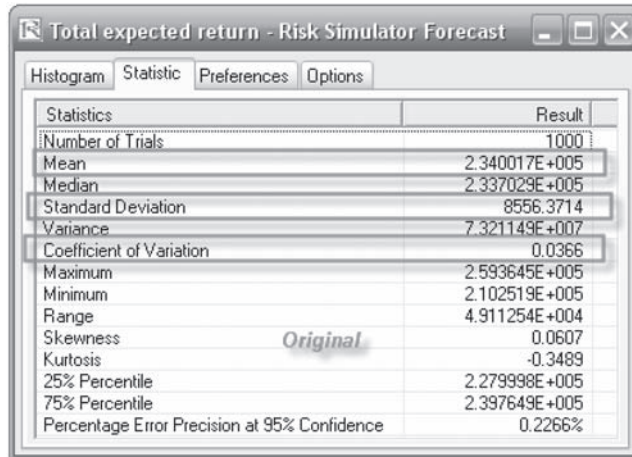 Total expected return - Risk Simulator Forecast
Histogram Statistic Preferences Options
Statistics Result
Number of Trials 1000
Mean 2.340017E+005
Median 2.337029E+005
Standard Deviation 8556.3714
Variance 7.321149E+007
Coefficient of Variation 0.0366
Maximum 2.593645E+005
Minimum 2.102519E+005
Range 4.911254E+004
Skewness 0.0607
Original
Kurtosis -0.3489
25% Percentile 2.279998E+005
75% Percentile 2.397649E+005
Percentage Error Precision at 95% Confidence 0.2266%